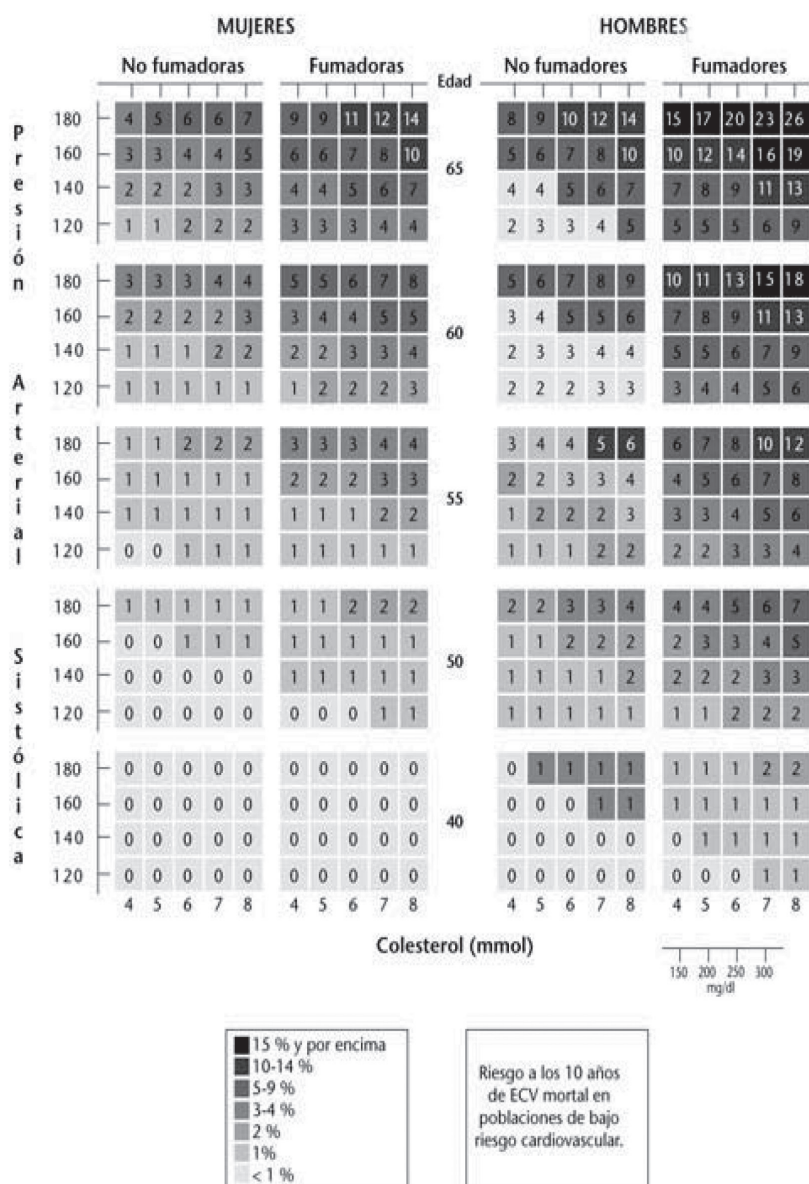 MUJERES HOMBRES
No fumadoras Fumadoras Edad No fumadores Fumadores
Presión Arterial Sistólica
180 4 5 6 6 7 9 9 11 12 14 8 9 10 12 14 15 17 20 23 26
160 3 3 4 4 5 6 6 7 8 10 5 6 7 8 10 10 12 14 16 19
65
140 2 2 2 3 3 4 4 5 6 7 4 4 5 6 7 7 8 9 11 13
120 1 1 2 2 2 3 3 3 4 4 2 3 3 4 5 5 5 5 6 9
180 3 3 3 4 4 5 5 6 7 8 5 6 7 8 9 10 11 13 15 18
160 2 2 2 2 3 3 4 4 5 5 3 4 5 5 6 7 8 9 11 13
60
140 1 1 1 2 2 2 2 3 3 4 2 3 3 4 4 5 5 6 7 9
120 1 1 1 1 1 1 2 2 2 3 2 2 2 3 3 3 4 4 5 6
180 1 1 2 2 2 3 3 3 4 4 3 4 4 5 6 6 7 8 10 12
160 1 1 1 1 1 2 2 2 3 3 2 2 3 3 4 4 5 6 7 8
55
140 1 1 1 1 1 1 1 1 2 2 1 2 2 2 3 3 3 4 5 6
120 0 0 1 1 1 1 1 1 1 1 1 1 1 2 2 2 2 3 3 4
180 1 1 1 1 1 1 1 2 2 2 2 2 3 3 4 4 4 5 6 7
160 0 0 1 1 1 1 1 1 1 1 1 1 2 2 2 2 3 3 4 5
50
140 0 0 0 0 0 1 1 1 1 1 1 1 1 1 2 2 2 2 3 3
120 0 0 0 0 0 0 0 0 1 1 1 1 1 1 1 1 1 2 2 2
180 0 0 0 0 0 0 0 0 0 0 0 1 1 1 1 1 1 1 2 2
160 0 0 0 0 0 0 0 0 0 0 0 0 0 1 1 1 1 1 1 1
40
140 0 0 0 0 0 0 0 0 0 0 0 0 0 0 0 0 1 1 1 1
120 0 0 0 0 0 0 0 0 0 0 0 0 0 0 0 0 0 0 1 1
4 5 6 7 8 4 5 6 7 8 4 5 6 7 8 4 5 6 7 8
Colesterol (mmol)
150 200 250 300
mg/dl
15 % y por encima
10-14 %
5-9 %
3-4 %
2 %
1%
< 1 %
Riesgo a los 10 años
de ECV mortal en
poblaciones de bajo
riesgo cardiovascular.